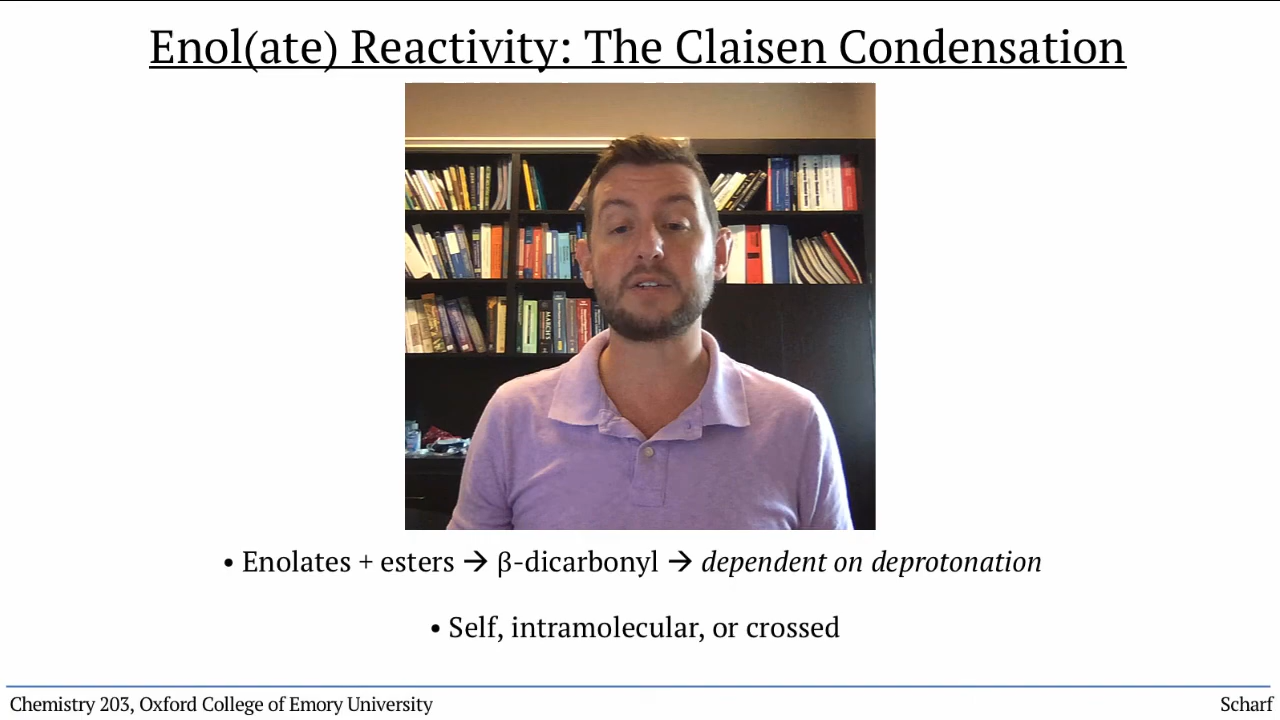 Enol(ate) Reactivity: The Claisen Condensation
MARCH'S
• Enolates + esters → β-dicarbonyl → dependent on deprotonation
• Self, intramolecular, or crossed
Chemistry 203, Oxford College of Emory University
Scharf